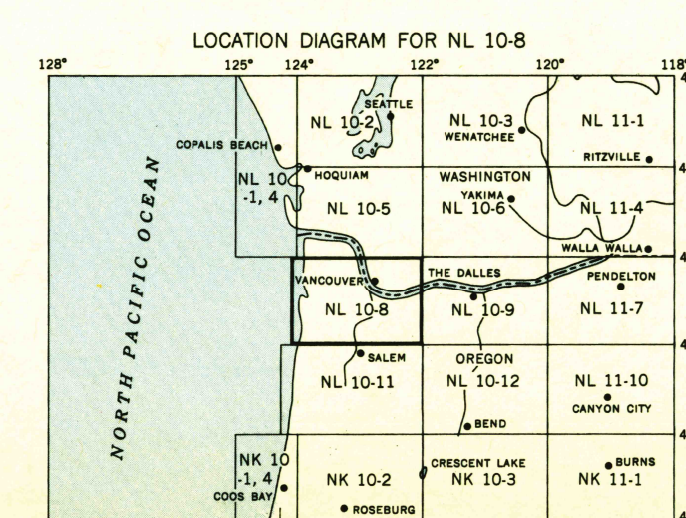 LOCATION DIAGRAM FOR NL 10-8
128° 125° 124° 122° 120° 118°
SEATTLE
NL 10-2
NL 10-3
WENATCHEE
NL 11-1
COPALIS BEACH
RITZVILLE
NL 10
-1, 4
HOQUIAM
WASHINGTON
YAKIMA
NL 10-5
NL 10-6
NL 11-4
WALLA WALLA
NORTH PACIFIC OCEAN
VANCOUVER
THE DALLES
PENDELTON
NL 10-8
NL 10-9
NL 11-7
SALEM
OREGON
NL 10-11
NL 10-12
NL 11-10
CANYON CITY
BEND
NK 10
-1, 4
COOS BAY
NK 10-2
CRESCENT LAKE
NK 10-3
BURNS
NK 11-1
ROSEBURG